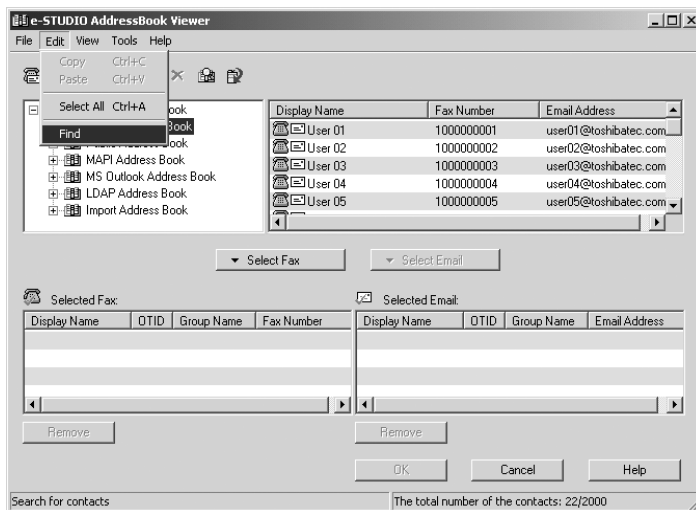 e-STUDIO AddressBook Viewer
File Edit View Tools Help
Copy Ctrl+C
Paste Ctrl+V
Select All Ctrl+A
Find
ook
Book
Address Book
MAPI Address Book
MS Outlook Address Book
LDAP Address Book
Import Address Book
Display Name Fax Number Email Address
User 01 1000000001 user01@toshibatec.com
User 02 1000000002 user02@toshibatec.com
User 03 1000000003 user03@toshibatec.com
User 04 1000000004 user04@toshibatec.com
User 05 1000000005 user05@toshibatec.com
Select Fax Select Email
Selected Fax: Selected Email:
Display Name OTID Group Name Fax Number Display Name OTID Group Name Email Address
Remove Remove
OK Cancel Help
Search for contacts The total number of the contacts: 22/2000